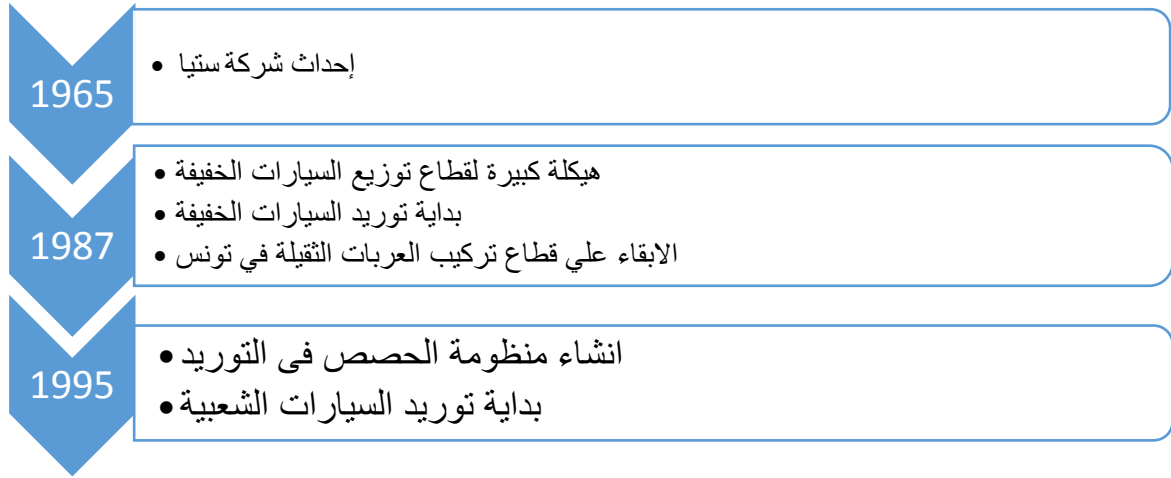 1965
• إحداث شركة ستيا
1987
• هيكلة كبيرة لقطاع توزيع السيارات الخفيفة
• بداية توريد السيارات الخفيفة
• الابقاء علي قطاع تركيب العربات الثقيلة في تونس
1995
• انشاء منظومة الحصص فى التوريد
• بداية توريد السيارات الشعبية